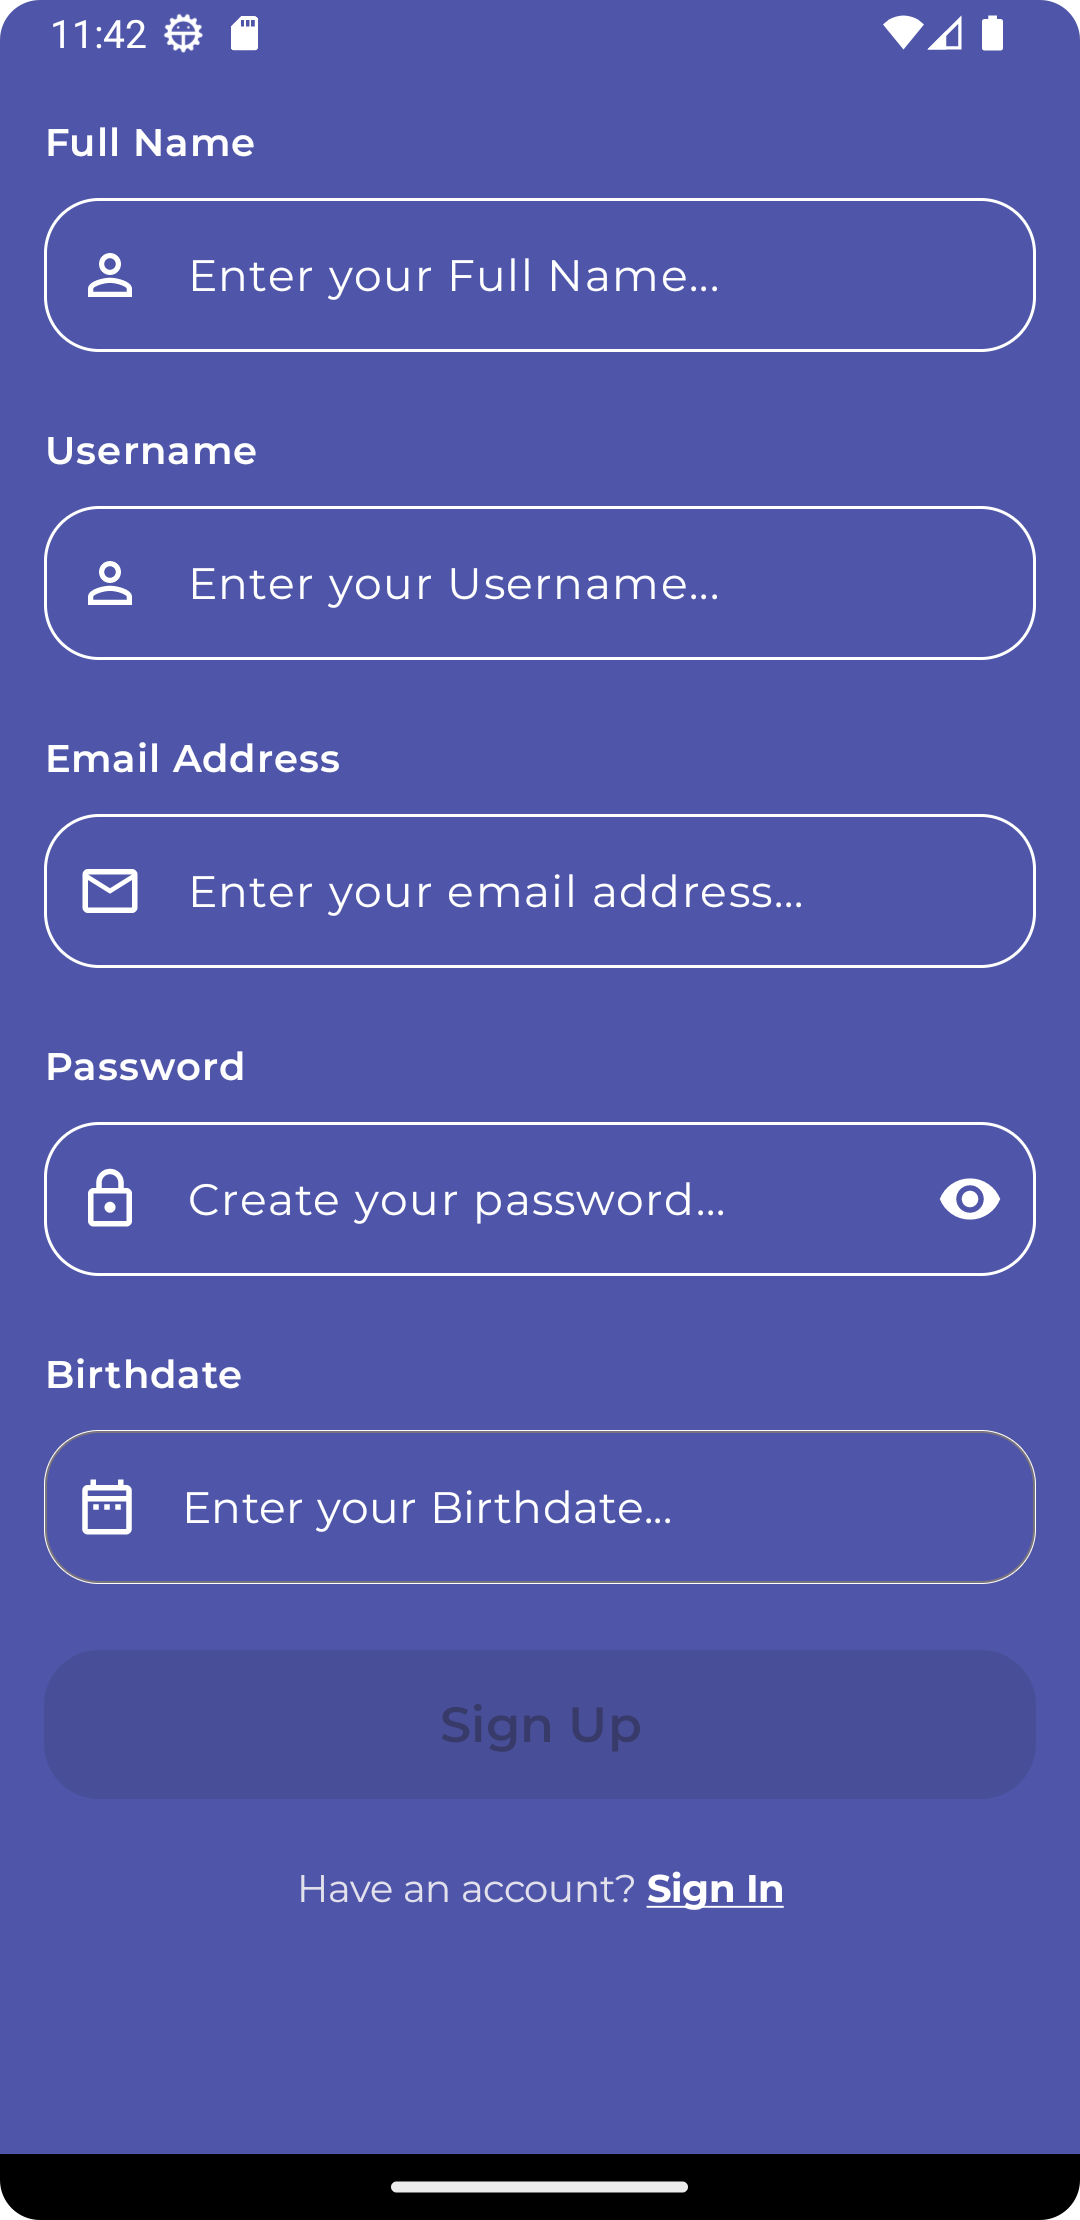 11:42
Full Name
Enter your Full Name...
Username
Enter your Username...
Email Address
Enter your email address...
Password
Create your password...
Birthdate
Enter your Birthdate...
Sign Up
Have an account? Sign In